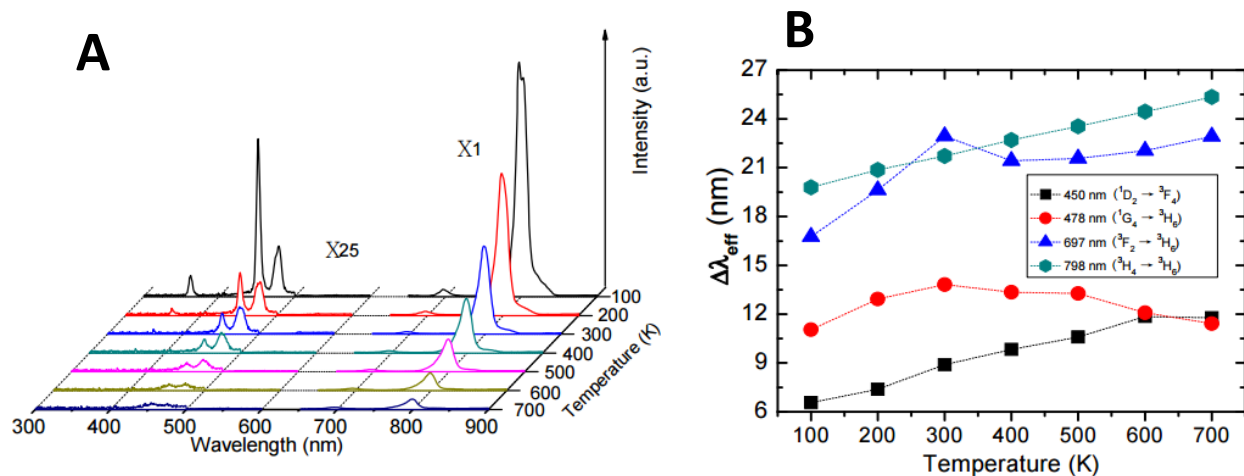 A
B
Intensity (a.u.)
X1
X25
100
200
300
400
500
600
700
Temperature (K)
300 400 500 600 700 800 900
Wavelength (nm)
27
24
21
18
15
12
9
6
Δλeff (nm)
450 nm (¹D₂ → ³F₄)
478 nm (¹G₄ → ³H₆)
697 nm (³F₂ → ³H₆)
798 nm (³H₄ → ³H₆)
100 200 300 400 500 600 700
Temperature (K)